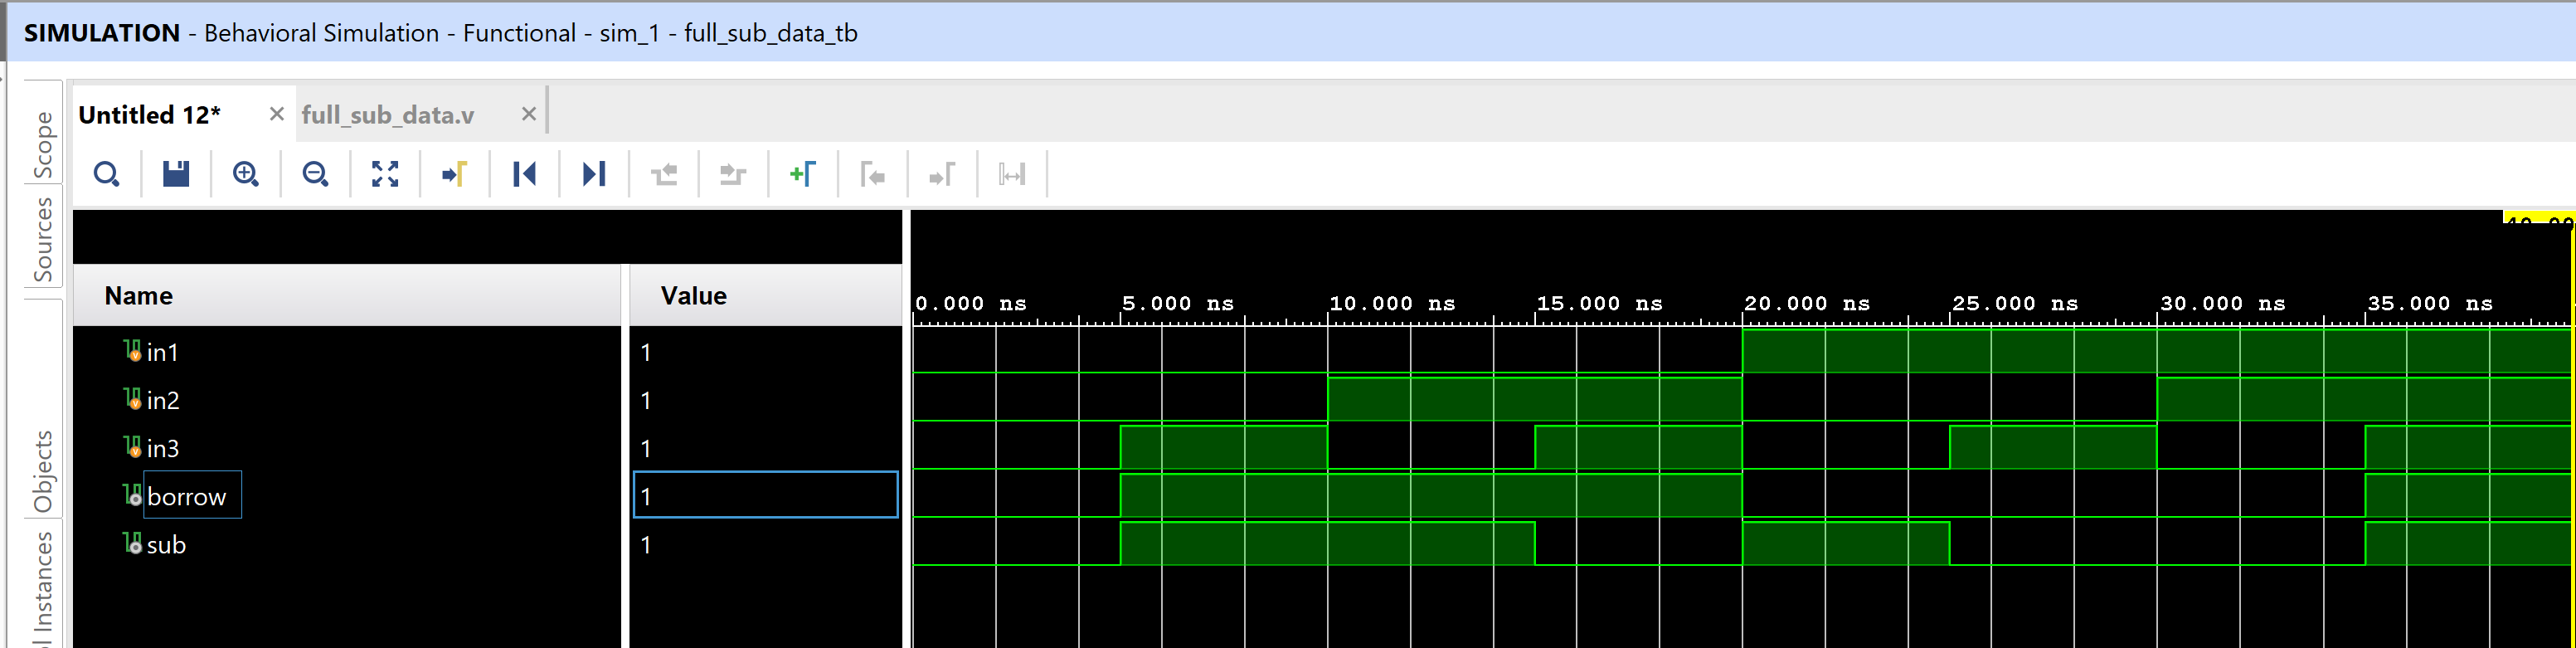 SIMULATION - Behavioral Simulation - Functional - sim_1 - full_sub_data_tb
Scope
Sources
Objects
Instances
Untitled 12*
full_sub_data.v
Name Value
0.000 ns 5.000 ns 10.000 ns 15.000 ns 20.000 ns 25.000 ns 30.000 ns 35.000 ns
in1 1
in2 1
in3 1
borrow 1
sub 1